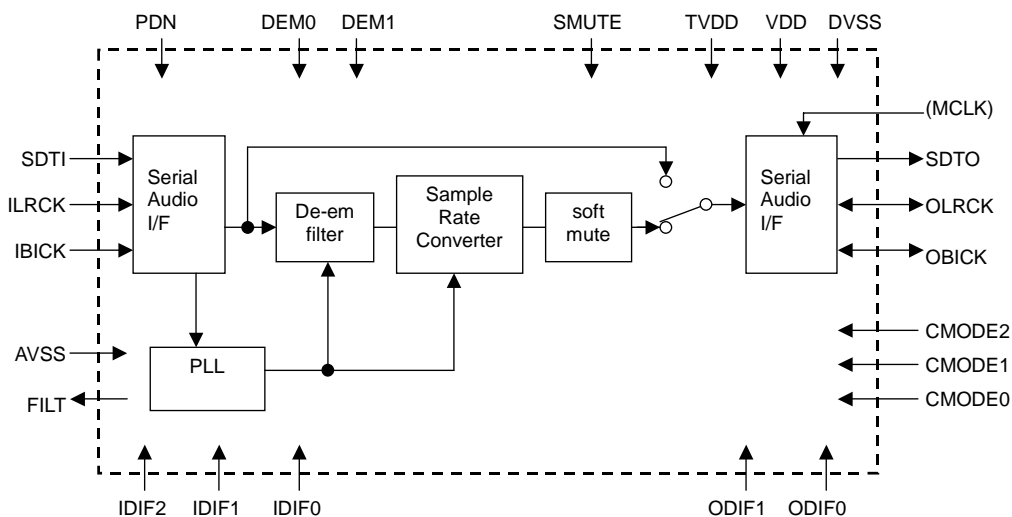 PDN
DEM0
DEM1
SMUTE
TVDD
VDD
DVSS
(MCLK)
SDTI
ILRCK
IBICK
Serial
Audio
I/F
De-em
filter
Sample
Rate
Converter
soft
mute
Serial
Audio
I/F
SDTO
OLRCK
OBICK
AVSS
FILT
PLL
CMODE2
CMODE1
CMODE0
IDIF2
IDIF1
IDIF0
ODIF1
ODIF0